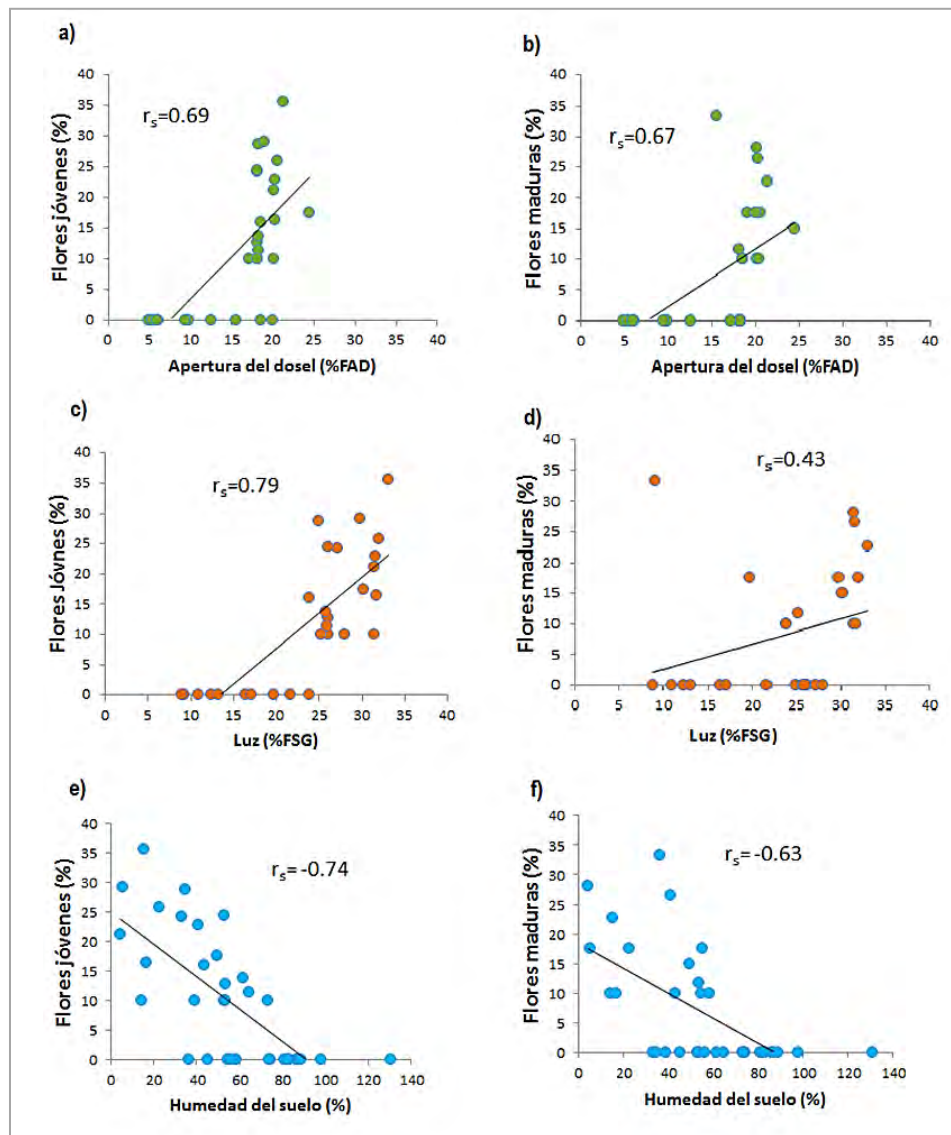 a)
Flores jóvenes (%)
40
35
30
25
20
15
10
5
0
rs=0.69
0 5 10 15 20 25 30 35 40
Apertura del dosel (%FAD)
b)
Flores maduras (%)
40
35
30
25
20
15
10
5
0
rs=0.67
0 5 10 15 20 25 30 35 40
Apertura del dosel (%FAD)
c)
Flores Jóvnes (%)
40
35
30
25
20
15
10
5
0
rs=0.79
0 5 10 15 20 25 30 35 40
Luz (%FSG)
d)
Flores maduras (%)
40
35
30
25
20
15
10
5
0
rs=0.43
0 5 10 15 20 25 30 35 40
Luz (%FSG)
e)
Flores jóvenes (%)
40
35
30
25
20
15
10
5
0
rs= -0.74
0 20 40 60 80 100 120 140
Humedad del suelo (%)
f)
Flores maduras (%)
40
35
30
25
20
15
10
5
0
rs= -0.63
0 20 40 60 80 100 120 140
Humedad del suelo (%)